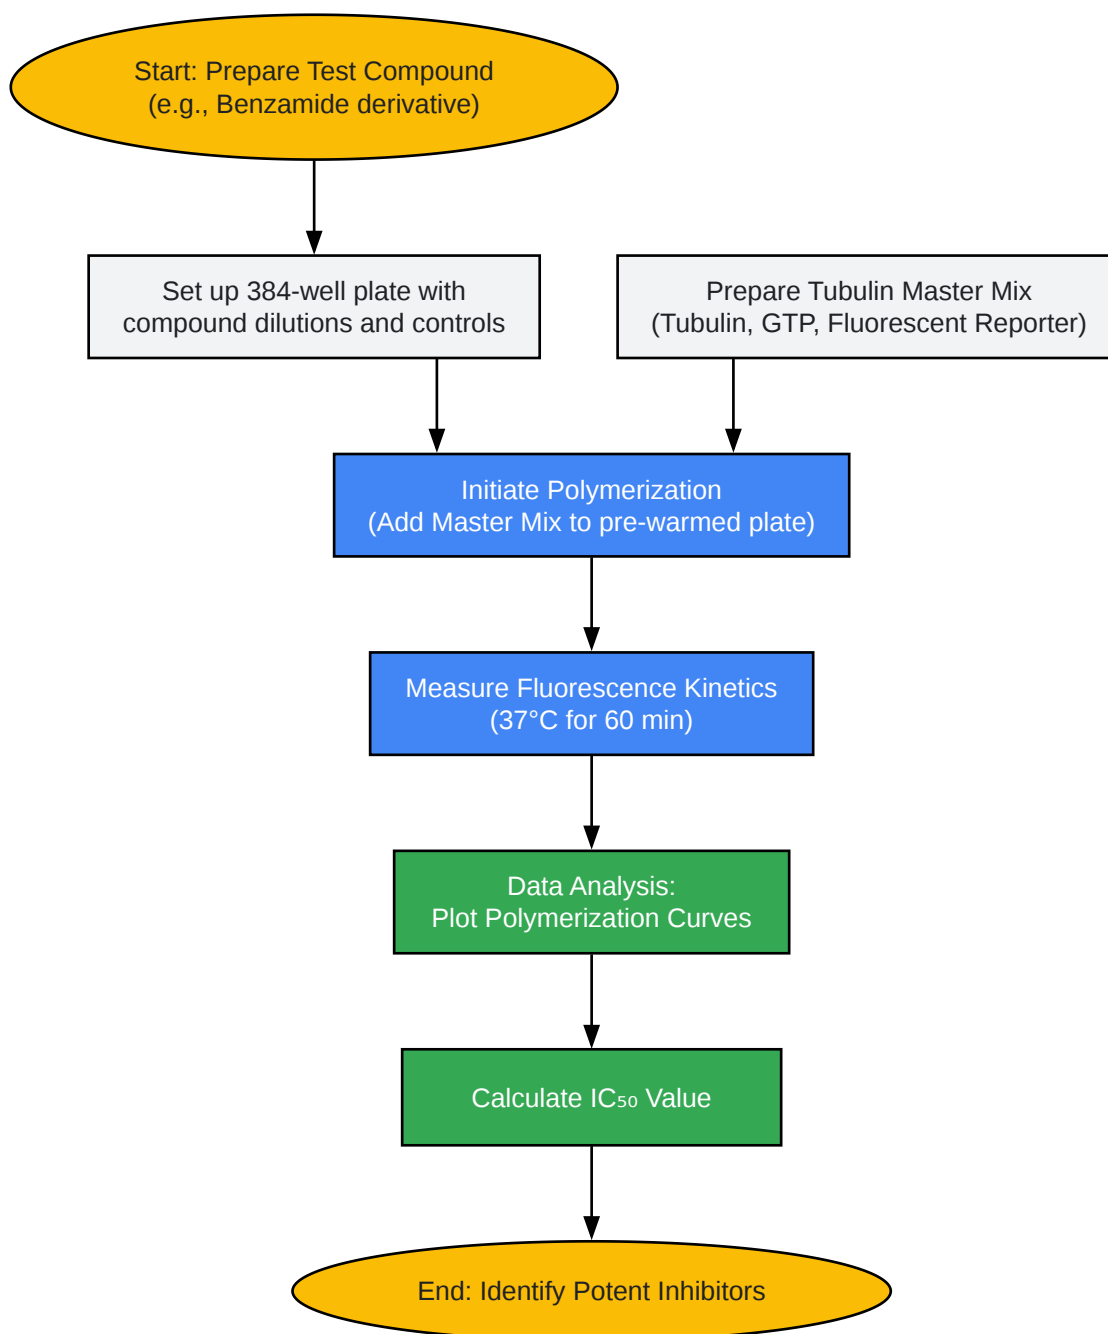 Start: Prepare Test Compound
(e.g., Benzamide derivative)
Set up 384-well plate with
compound dilutions and controls
Prepare Tubulin Master Mix
(Tubulin, GTP, Fluorescent Reporter)
Initiate Polymerization
(Add Master Mix to pre-warmed plate)
Measure Fluorescence Kinetics
(37°C for 60 min)
Data Analysis:
Plot Polymerization Curves
Calculate IC₅₀ Value
End: Identify Potent Inhibitors